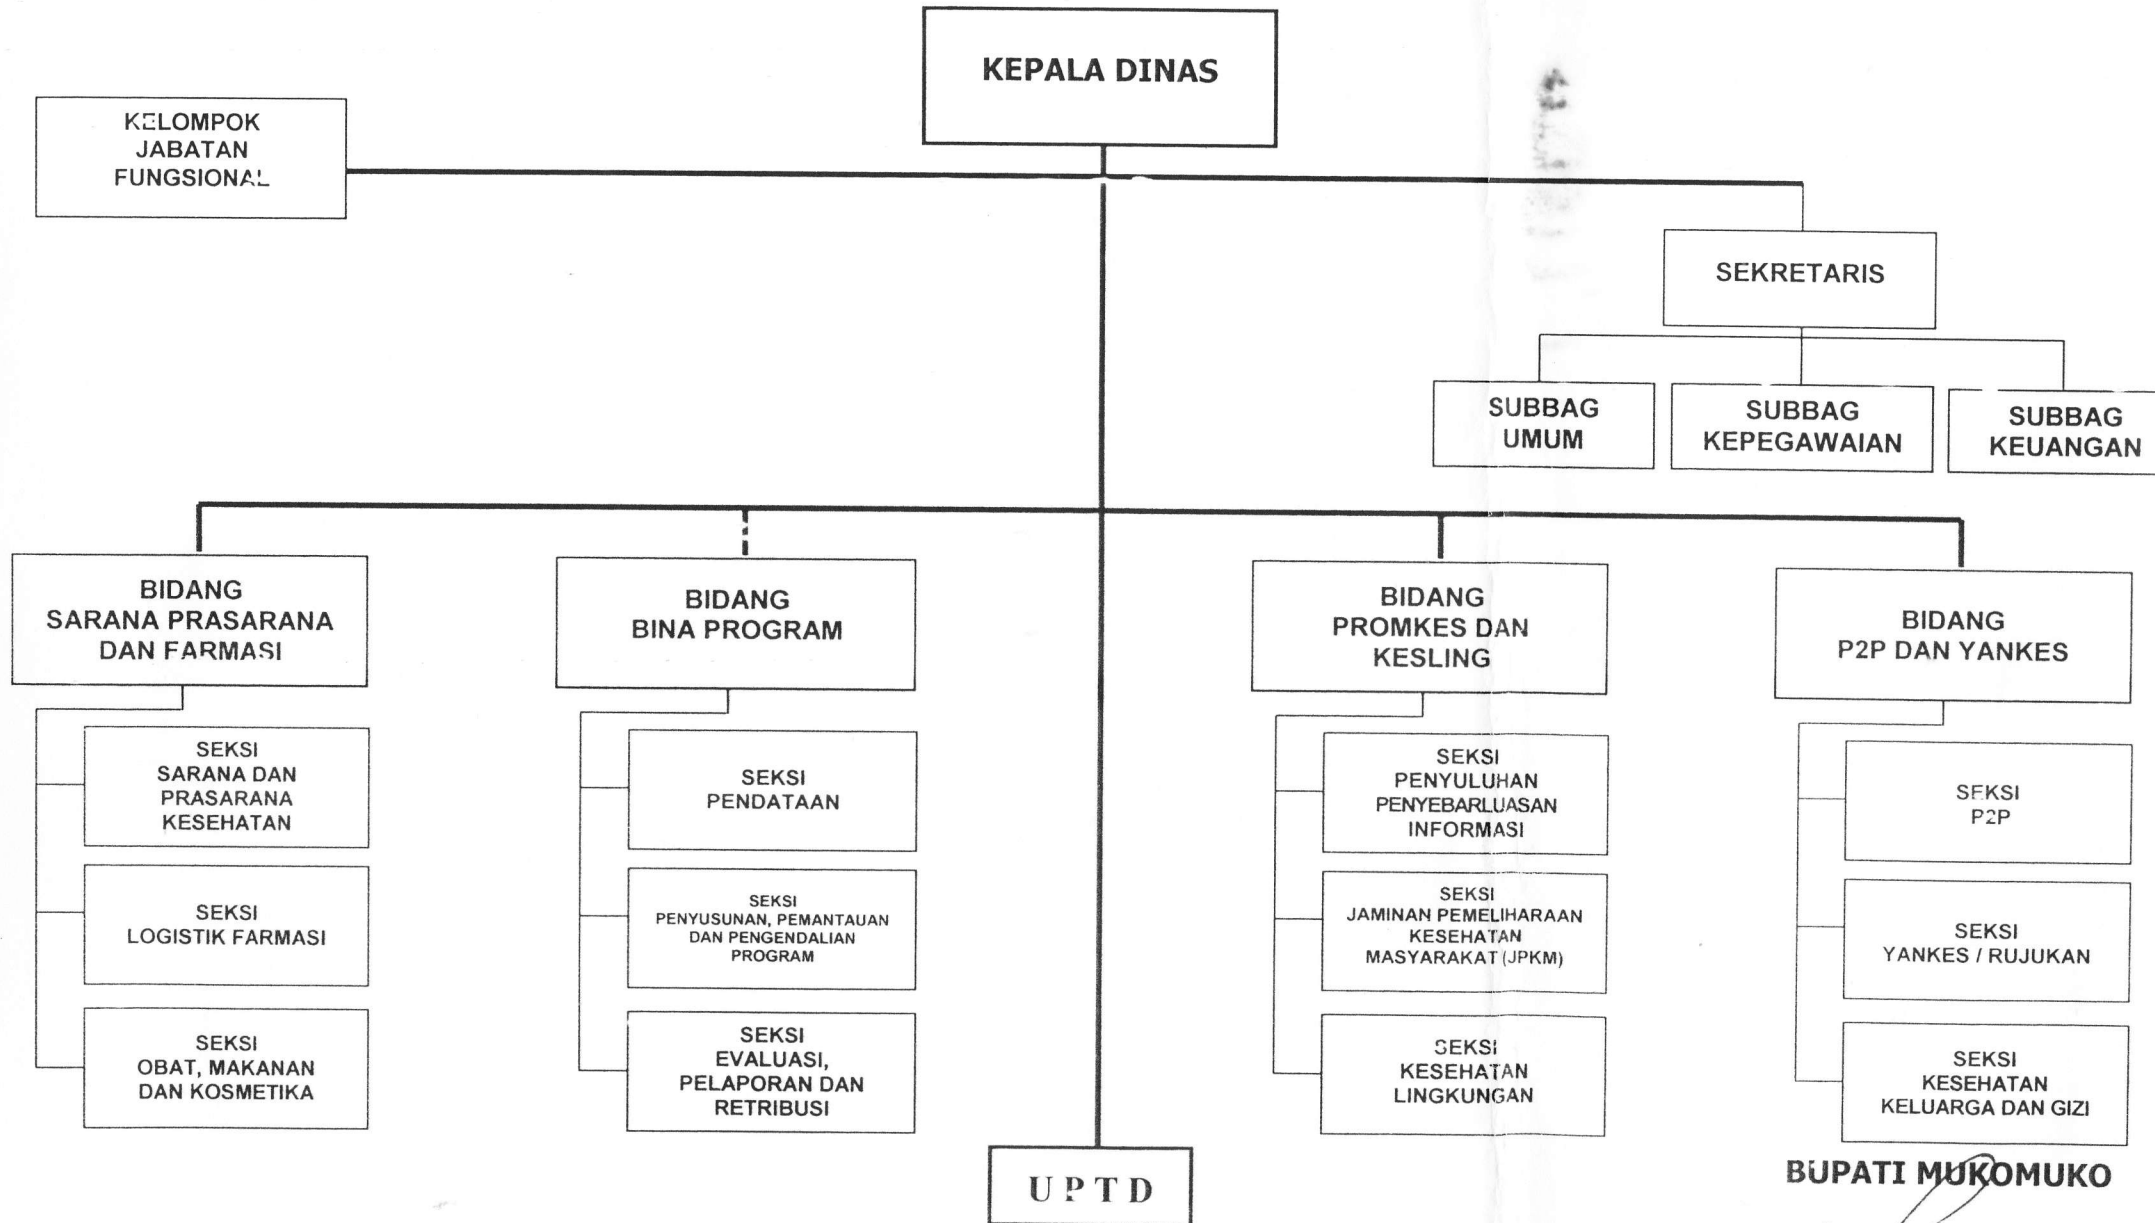 KEPALA DINAS
KELOMPOK
JABATAN
FUNGSIONAL
SEKRETARIS
SUBBAG
UMUM
SUBBAG
KEPEGAWAIAN
SUBBAG
KEUANGAN
BIDANG
SARANA PRASARANA
DAN FARMASI
BIDANG
BINA PROGRAM
BIDANG
PROMKES DAN
KESLING
BIDANG
P2P DAN YANKES
SEKSI
SARANA DAN
PRASARANA
KESEHATAN
SEKSI
LOGISTIK FARMASI
SEKSI
OBAT, MAKANAN
DAN KOSMETIKA
SEKSI
PENDATAAN
SEKSI
PENYUSUNAN, PEMANTAUAN
DAN PENGENDALIAN
PROGRAM
SEKSI
EVALUASI,
PELAPORAN DAN
RETRIBUSI
SEKSI
PENYULUHAN
PENYEBARLUASAN
INFORMASI
SEKSI
JAMINAN PEMELIHARAAN
KESEHATAN
MASYARAKAT (JPKM)
SEKSI
KESEHATAN
LINGKUNGAN
SEKSI
P2P
SEKSI
YANKES / RUJUKAN
SEKSI
KESEHATAN
KELUARGA DAN GIZI
UPTD
BUPATI MUKOMUKO